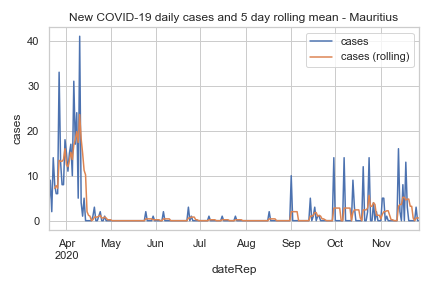 New COVID-19 daily cases and 5 day rolling mean - Mauritius
cases
cases (rolling)
40
30
20
10
0
cases
Apr May Jun Jul Aug Sep Oct Nov
2020
dateRep